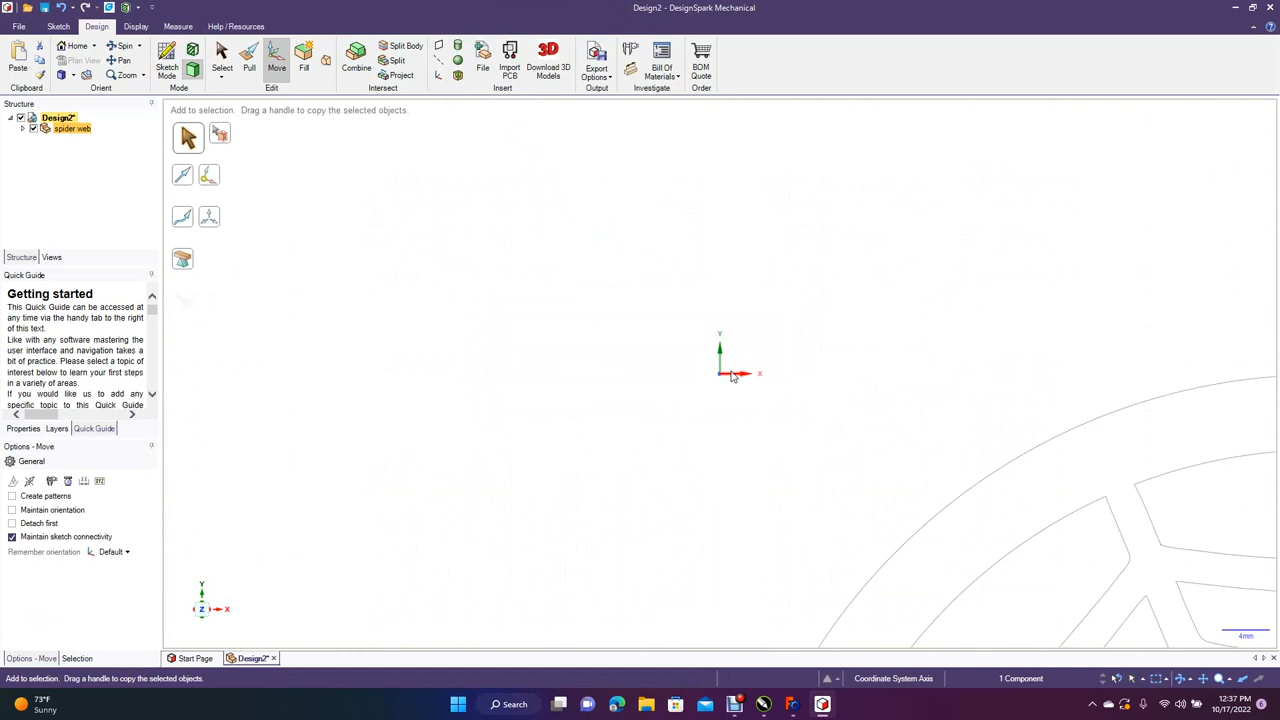 Design2 - DesignSpark Mechanical
File Sketch Design Display Measure Help / Resources
Paste
Clipboard
Home Spin
Plan View Pan
Zoom
Orient
Sketch Mode
Mode
Select Pull Move Fill
Edit
Combine
Split Body
Split
Project
Intersect
File
Import PCB
3D
Download 3D Models
Insert
Export Options
Output
Bill Of Materials
Investigate
BOM Quote
Order
Structure
Design2*
spider web
Add to selection. Drag a handle to copy the selected objects.
Structure Views
Quick Guide
Getting started
This Quick Guide can be accessed at
any time via the handy tab to the right
of this text.
Like with any software mastering the
user interface and navigation takes a
bit of practice. Please select a topic of
interest below to learn your first steps
in a variety of areas.
If you would like us to add any
specific topic to this Quick Guide
Properties Layers Quick Guide
Options - Move
General
Create patterns
Maintain orientation
Detach first
Maintain sketch connectivity
Remember orientation Default
Y
X
Y
Z X
4mm
Options - Move Selection
Start Page Design2*
Add to selection. Drag a handle to copy the selected objects.
Coordinate System Axis 1 Component
73°F
Sunny
Search
12:37 PM
10/17/2022